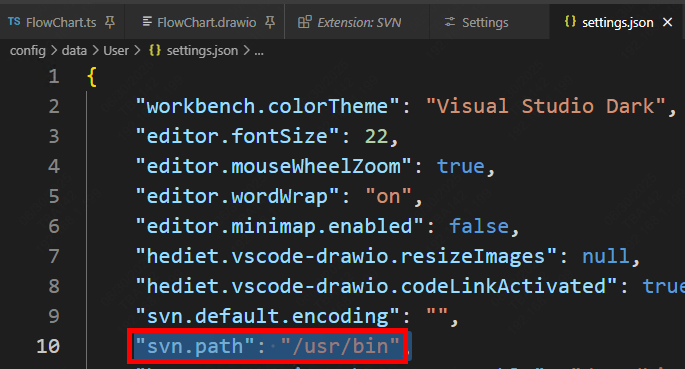 TS FlowChart.ts
FlowChart.drawio
Extension: SVN
Settings
{} settings.json
config > data > User > {} settings.json > ...
1 {
2 "workbench.colorTheme": "Visual Studio Dark",
3 "editor.fontSize": 22,
4 "editor.mouseWheelZoom": true,
5 "editor.wordWrap": "on",
6 "editor.minimap.enabled": false,
7 "hediet.vscode-drawio.resizeImages": null,
8 "hediet.vscode-drawio.codeLinkActivated": true
9 "svn.default.encoding": "",
10 "svn.path": "/usr/bin",